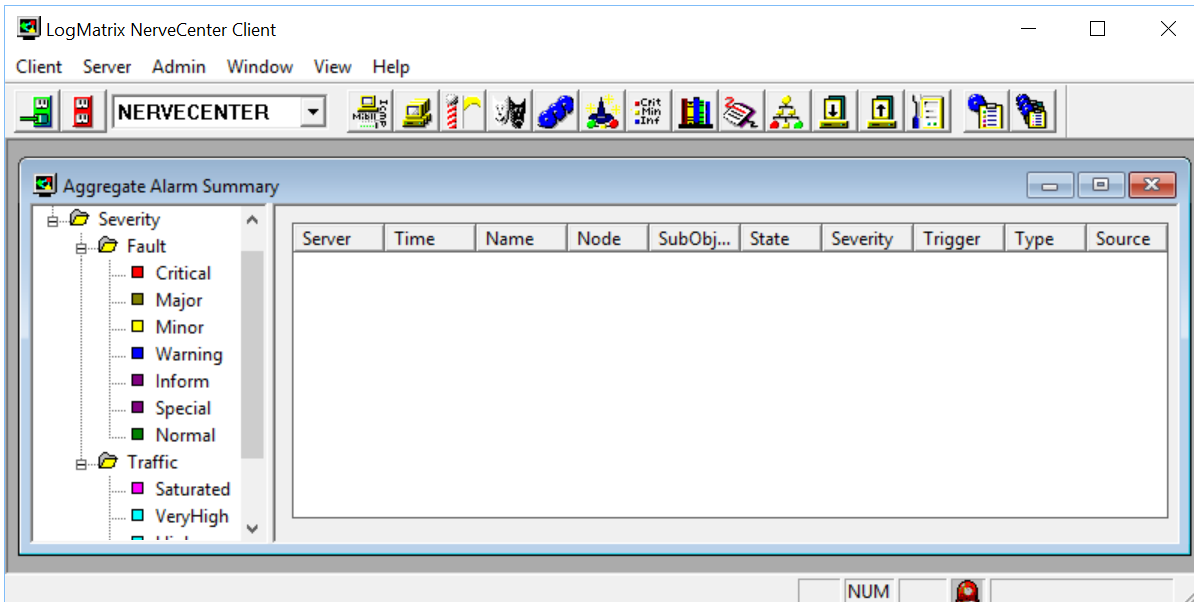 LogMatrix NerveCenter Client
Client Server Admin Window View Help
NERVECENTER
Crit
Min
Inf
Aggregate Alarm Summary
Severity
Fault
Critical
Major
Minor
Warning
Inform
Special
Normal
Traffic
Saturated
VeryHigh
Server Time Name Node SubObj... State Severity Trigger Type Source
NUM